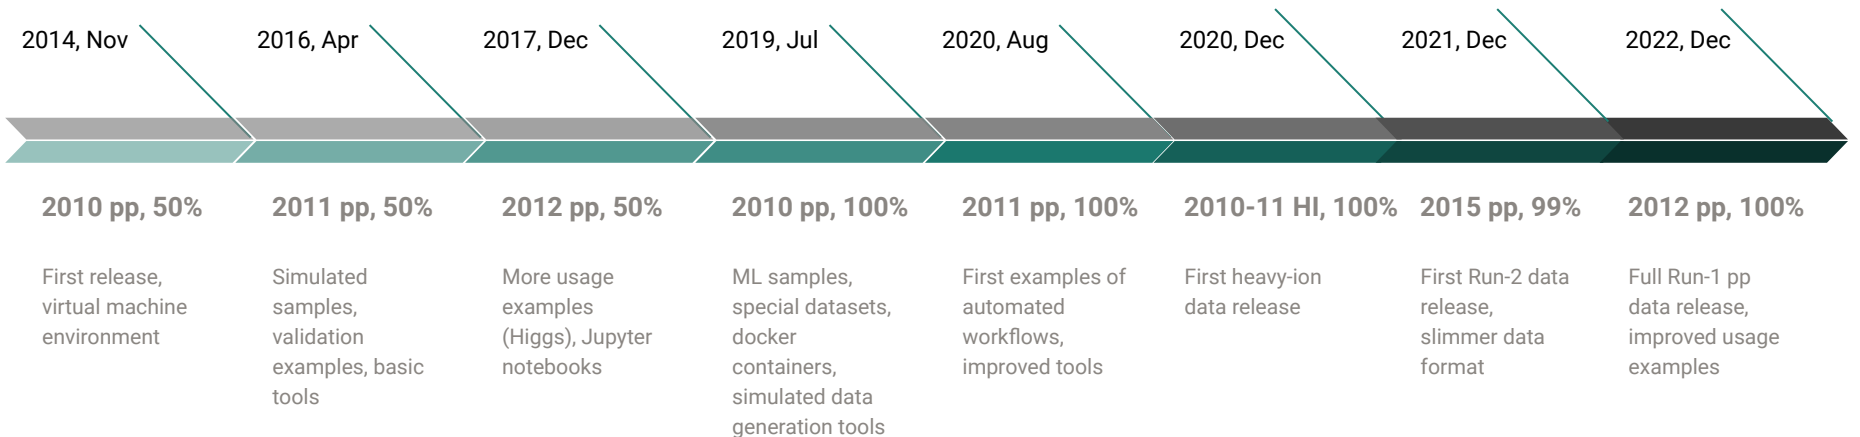 2014, Nov
2016, Apr
2017, Dec
2019, Jul
2020, Aug
2020, Dec
2021, Dec
2022, Dec
2010 pp, 50%
First release,
virtual machine
environment
2011 pp, 50%
Simulated
samples,
validation
examples, basic
tools
2012 pp, 50%
More usage
examples
(Higgs), Jupyter
notebooks
2010 pp, 100%
ML samples,
special datasets,
docker
containers,
simulated data
generation tools
2011 pp, 100%
First examples of
automated
workflows,
improved tools
2010-11 HI, 100%
First heavy-ion
data release
2015 pp, 99%
First Run-2 data
release,
slimmer data
format
2012 pp, 100%
Full Run-1 pp
data release,
improved usage
examples